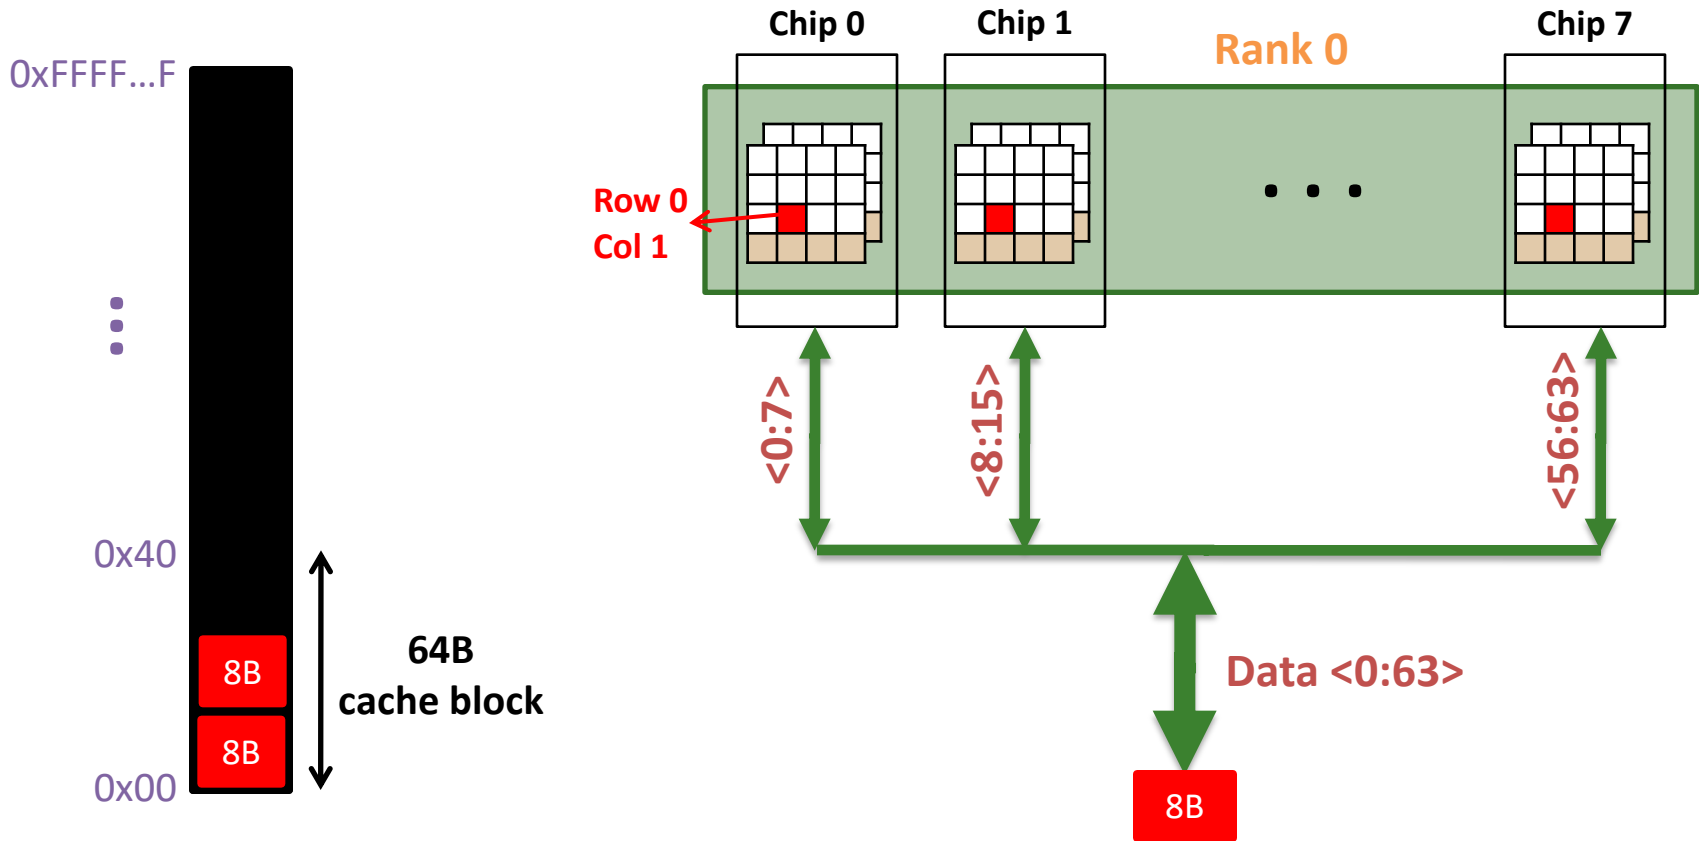 Chip 0
Chip 1
Rank 0
Chip 7
0xFFFF...F
Row 0
Col 1
<0:7>
<8:15>
<56:63>
0x40
64B
cache block
8B
8B
0x00
Data <0:63>
8B